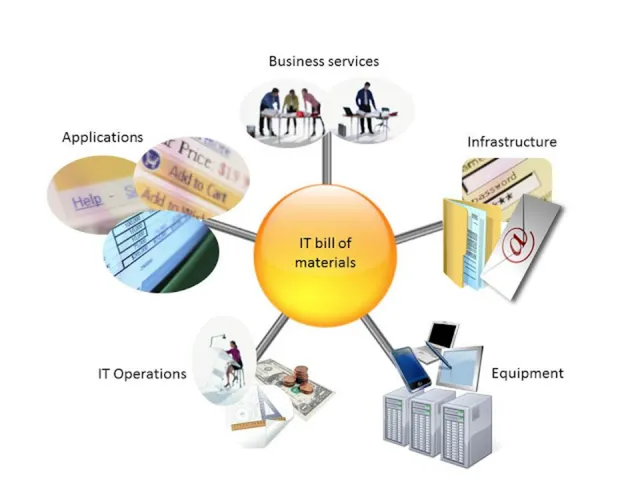 Business services
Applications
Infrastructure
Price: $19
Add to Cart
Add to Wish
Help - S
password
IT bill of
materials
IT Operations
Equipment